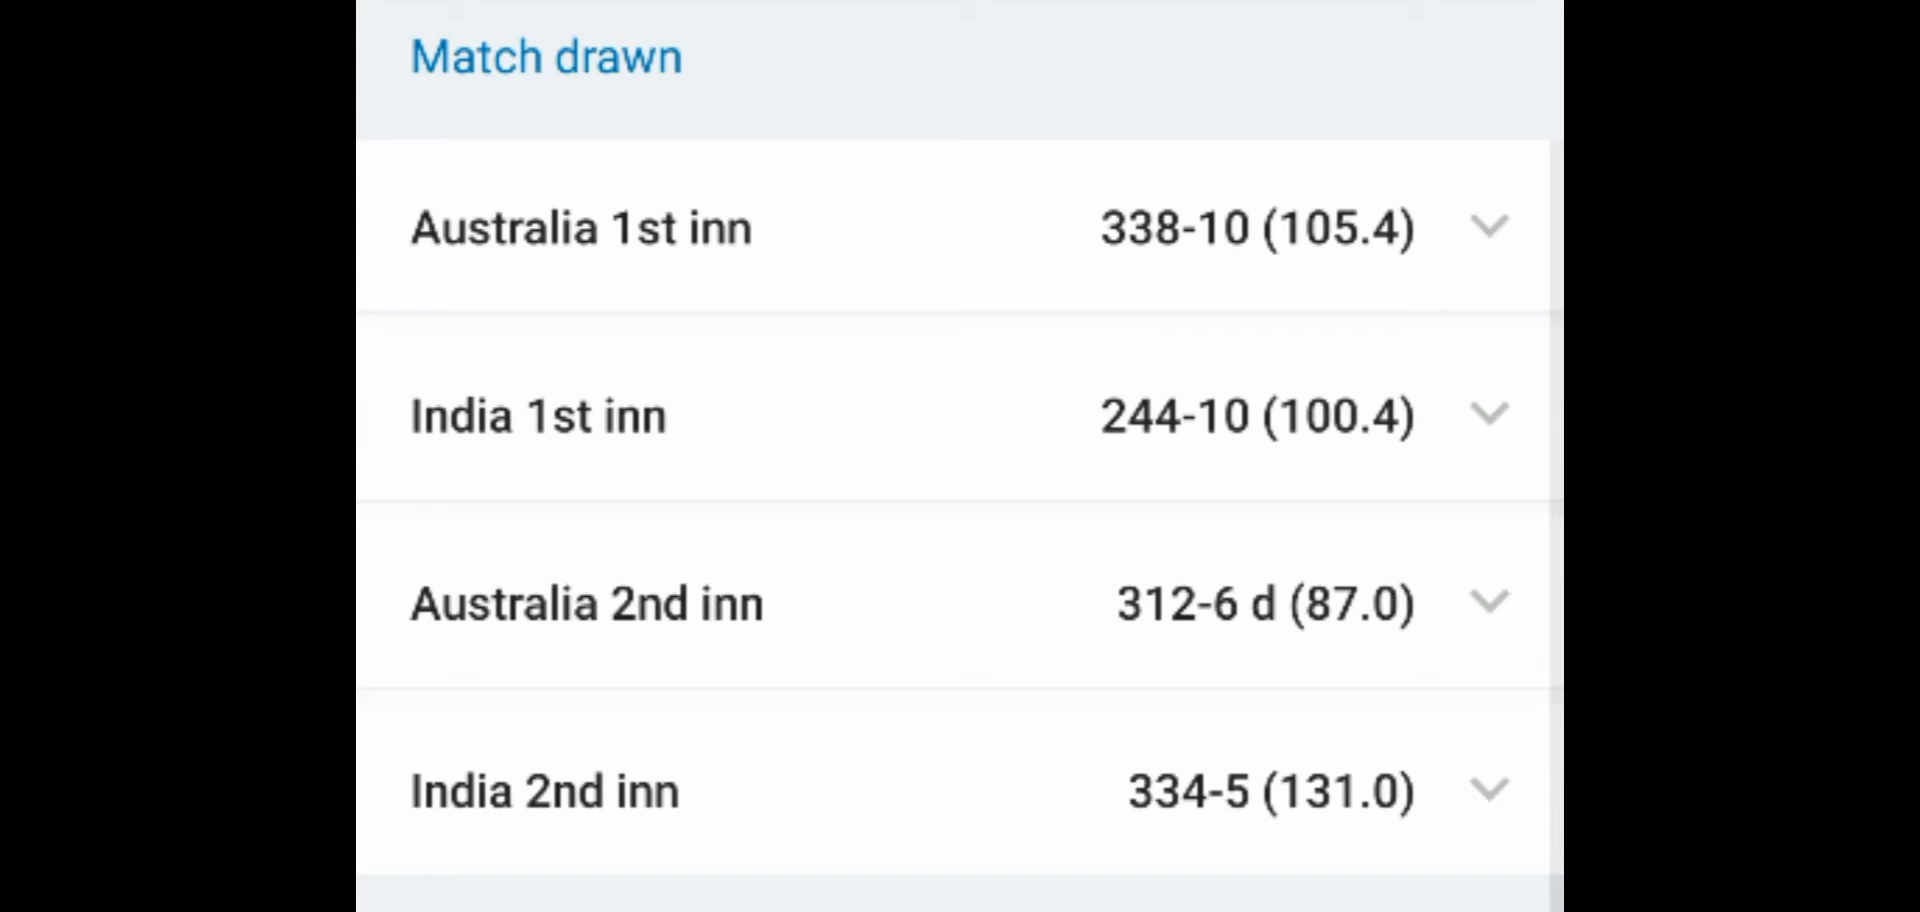 Match drawn
Australia 1st inn 338-10 (105.4)
India 1st inn 244-10 (100.4)
Australia 2nd inn 312-6 d (87.0)
India 2nd inn 334-5 (131.0)